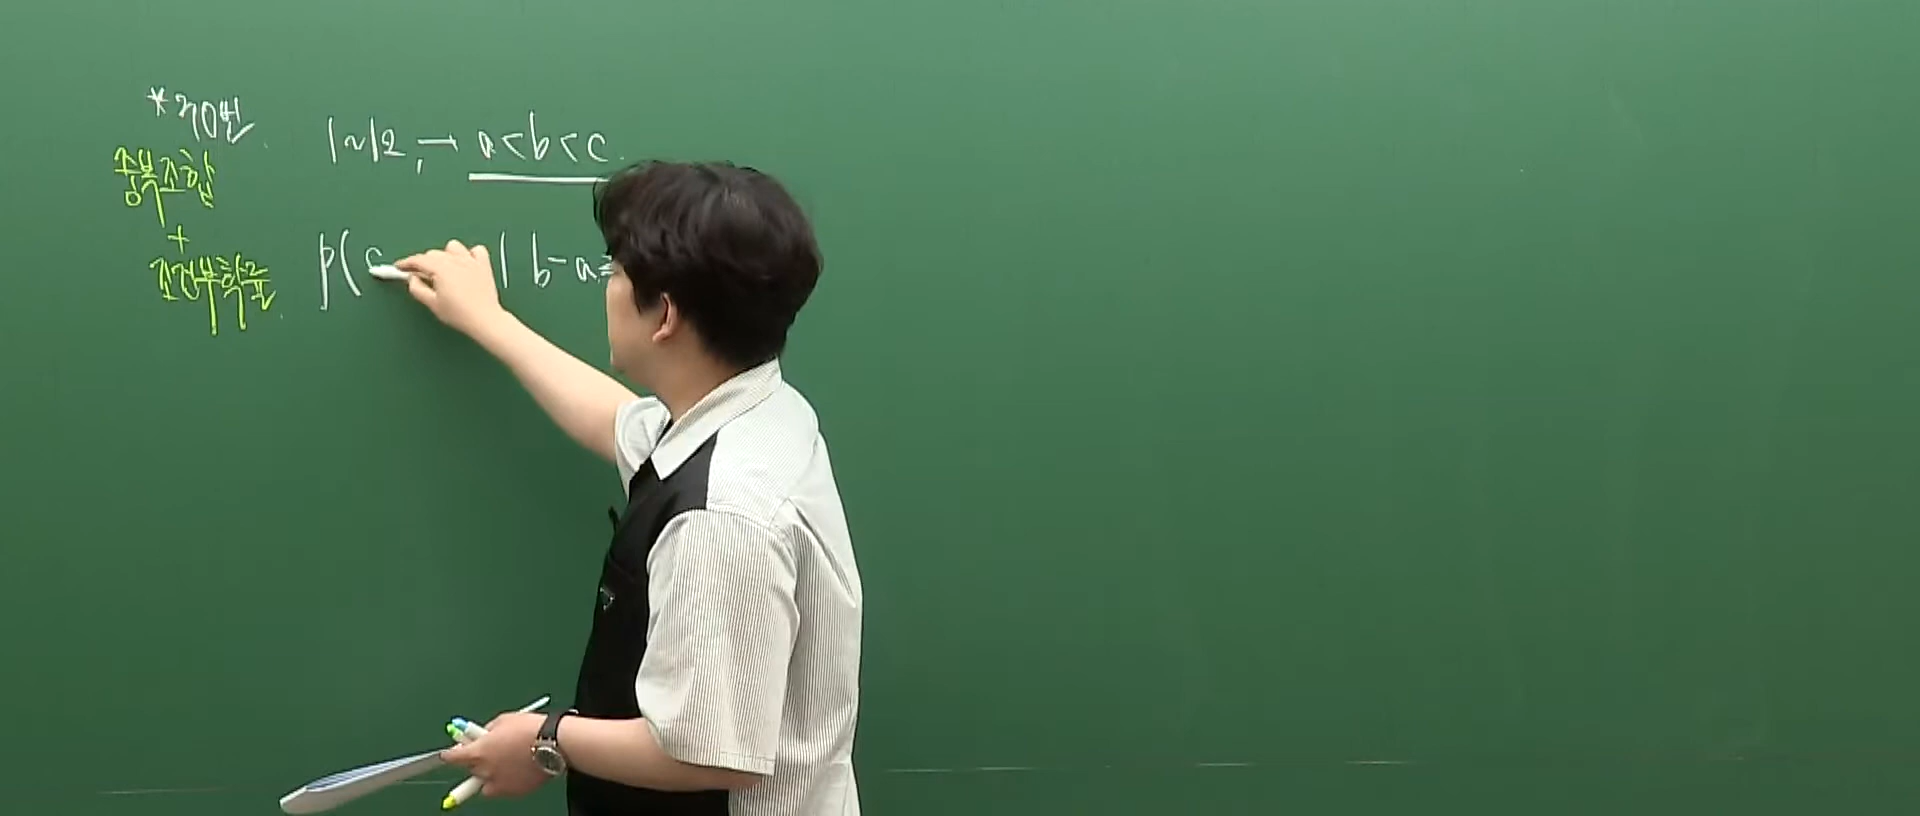 * 30번.
1~12, → a<b<c.
중복조합
+
조건부확률.
P(c | b-a≥